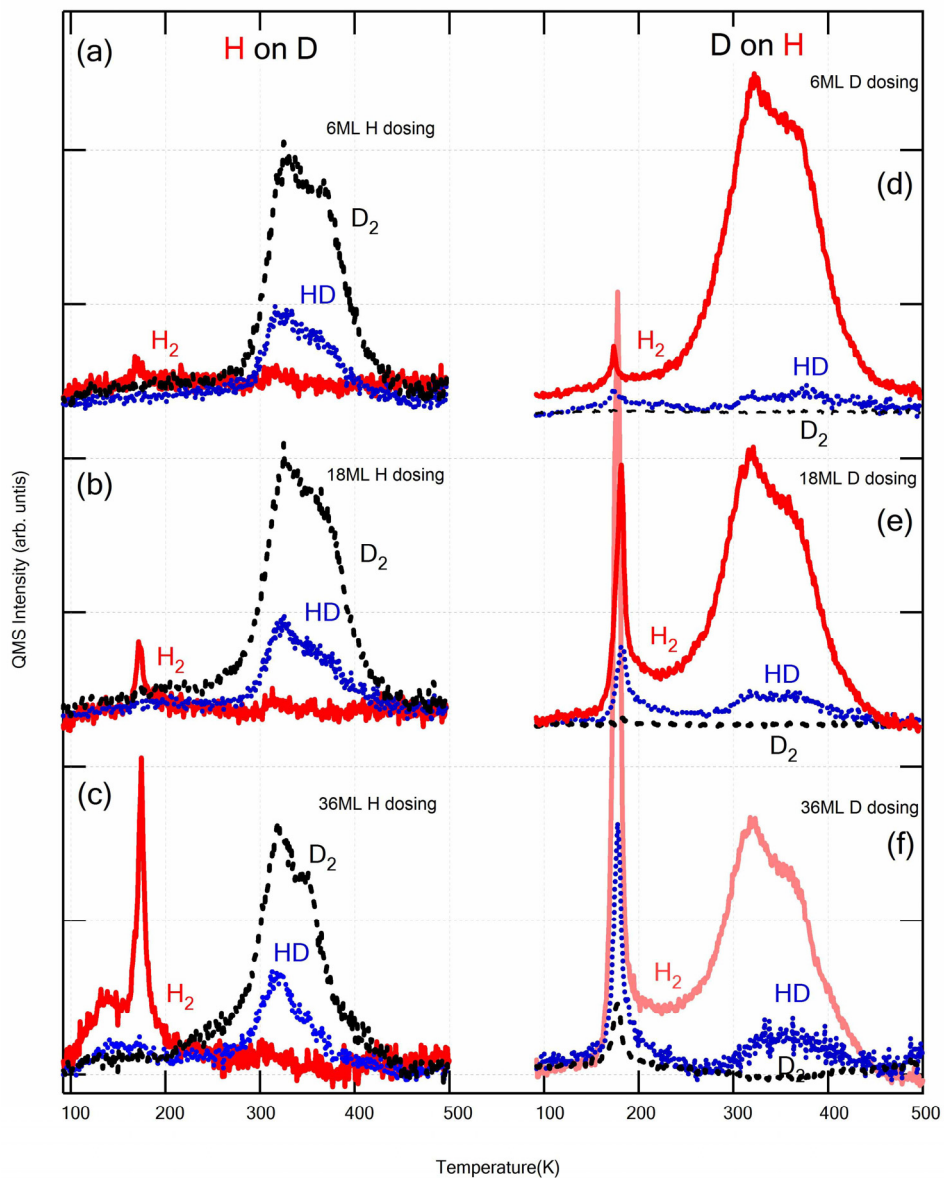 (a)
H on D
6ML H dosing
D2
HD
H2
(b)
18ML H dosing
D2
HD
H2
(c)
36ML H dosing
D2
HD
H2
D on H
6ML D dosing
(d)
H2
HD
D2
18ML D dosing
(e)
H2
HD
D2
36ML D dosing
(f)
H2
HD
D2
QMS Intensity (arb. untis)
100 200 300 400 500 100 200 300 400 500
Temperature(K)